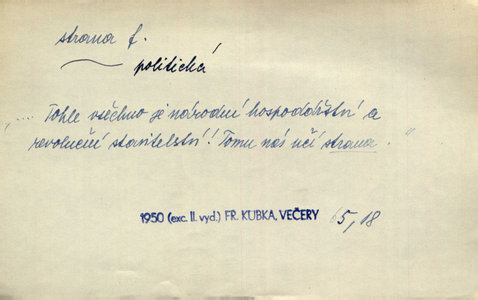 strana f.
politická
„... Tohle všechno je národní hospodářství a
revoluční stavitelství! Tomu nás učí strana."
1950 (exc. II. vyd.) FR. KUBKA, VEČERY 65,18